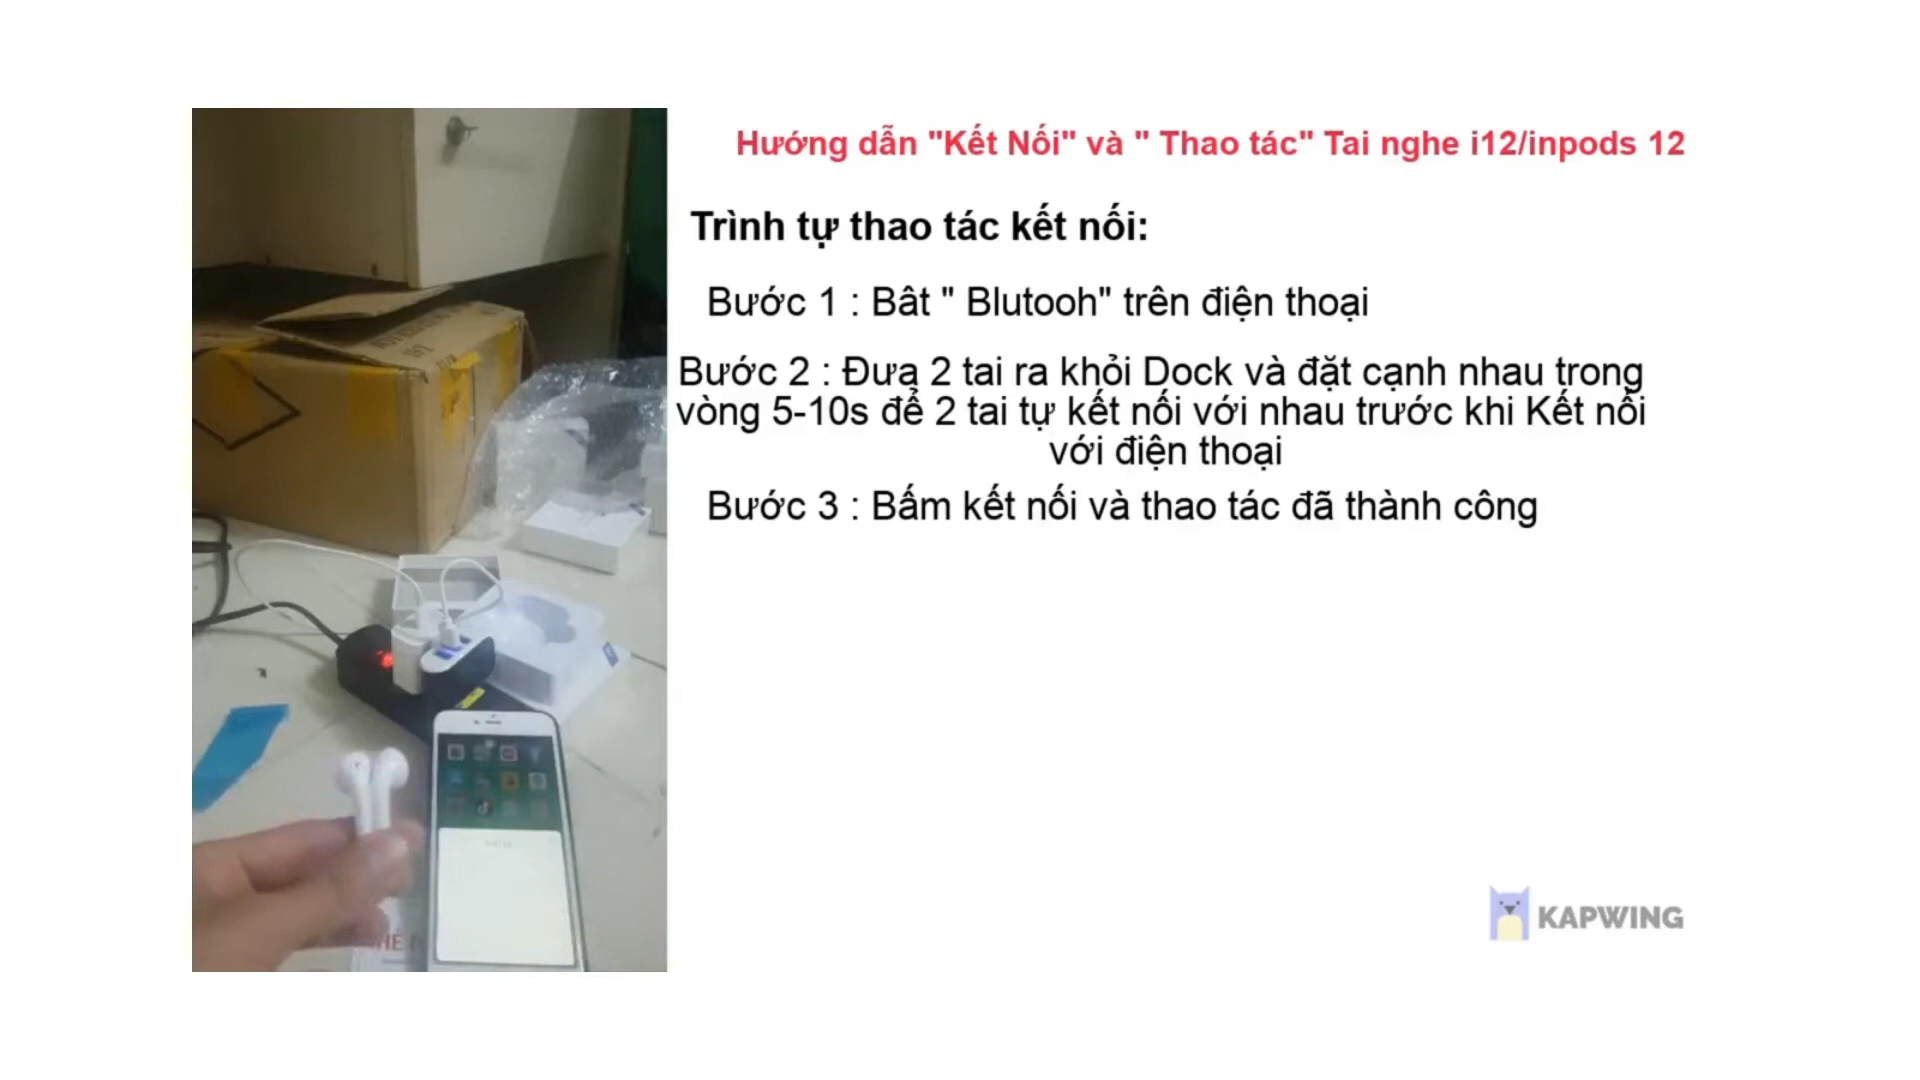 Hướng dẫn "Kết Nối" và " Thao tác" Tai nghe i12/inpods 12
Trình tự thao tác kết nối:
Bước 1 : Bât " Blutooh" trên điện thoại
Bước 2 : Đưa 2 tai ra khỏi Dock và đặt cạnh nhau trong
vòng 5-10s để 2 tai tự kết nối với nhau trước khi Kết nối
với điện thoại
Bước 3 : Bấm kết nối và thao tác đã thành công
KAPWING